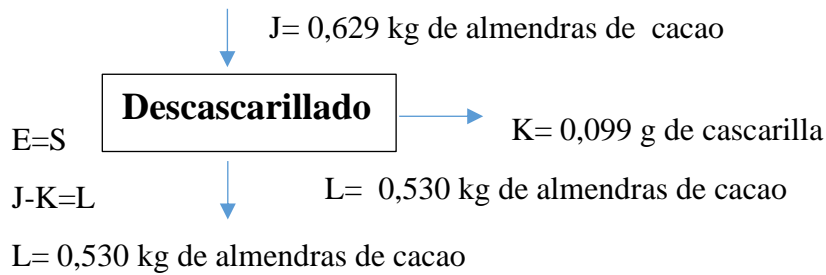 J= 0,629 kg de almendras de cacao
Descascarillado
K= 0,099 g de cascarilla
E=S
L= 0,530 kg de almendras de cacao
J-K=L
L= 0,530 kg de almendras de cacao